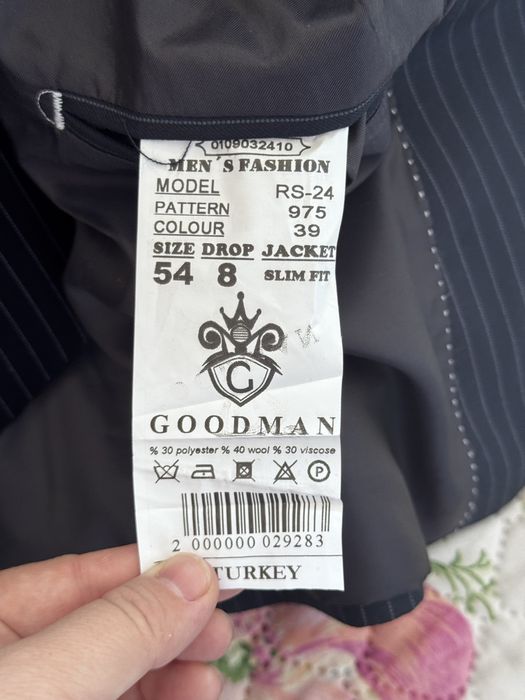 0109032410
MEN´S FASHION
MODEL RS-24
PATTERN 975
COLOUR 39
SIZE DROP JACKET
54 8 SLIM FIT
G
GOODMAN
% 30 polyester % 40 wool % 30 viscose
P
2 000000 029283
TURKEY